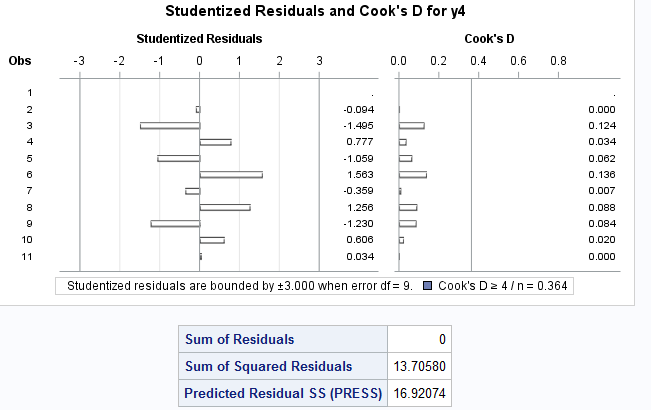 Studentized Residuals and Cook's D for y4
Studentized Residuals Cook's D
Obs -3 -2 -1 0 1 2 3 0.0 0.2 0.4 0.6 0.8
1 . .
2 -0.094 0.000
3 -1.495 0.124
4 0.777 0.034
5 -1.059 0.062
6 1.563 0.136
7 -0.359 0.007
8 1.256 0.088
9 -1.230 0.084
10 0.606 0.020
11 0.034 0.000
Studentized residuals are bounded by ±3.000 when error df = 9. Cook's D ≥ 4 / n = 0.364
Sum of Residuals 0
Sum of Squared Residuals 13.70580
Predicted Residual SS (PRESS) 16.92074